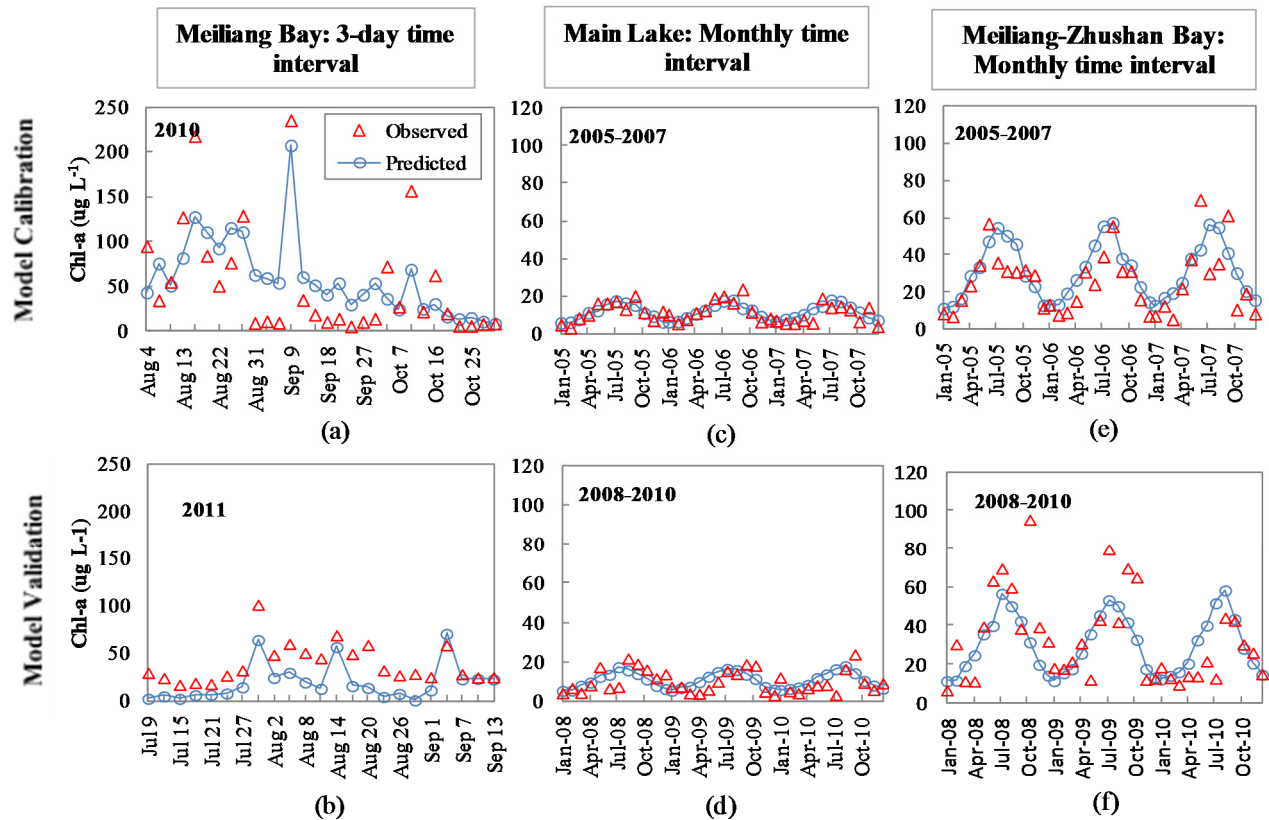 Meiliang Bay: 3-day time
interval
Main Lake: Monthly time
interval
Meiliang-Zhushan Bay:
Monthly time interval
Model Calibration
Chl-a (ug L-1)
250
200
150
100
50
0
2010
Observed
Predicted
Aug 4
Aug 13
Aug 22
Aug 31
Sep 9
Sep 18
Sep 27
Oct 7
Oct 16
Oct 25
(a)
120
100
80
60
40
20
0
2005-2007
Jan-05
Apr-05
Jul-05
Oct-05
Jan-06
Apr-06
Jul-06
Oct-06
Jan-07
Apr-07
Jul-07
Oct-07
(c)
120
100
80
60
40
20
0
2005-2007
Jan-05
Apr-05
Jul-05
Oct-05
Jan-06
Apr-06
Jul-06
Oct-06
Jan-07
Apr-07
Jul-07
Oct-07
(e)
Model Validation
Chl-a (ug L-1)
250
200
150
100
50
0
2011
Jul9
Jul 15
Jul 21
Jul 27
Aug 2
Aug 8
Aug 14
Aug 20
Aug 26
Sep 1
Sep 7
Sep 13
(b)
120
100
80
60
40
20
0
2008-2010
Jan-08
Apr-08
Jul-08
Oct-08
Jan-09
Apr-09
Jul-09
Oct-09
Jan-10
Apr-10
Jul-10
Oct-10
(d)
120
100
80
60
40
20
0
2008-2010
Jan-08
Apr-08
Jul-08
Oct-08
Jan-09
Apr-09
Jul-09
Oct-09
Jan-10
Apr-10
Jul-10
Oct-10
(f)